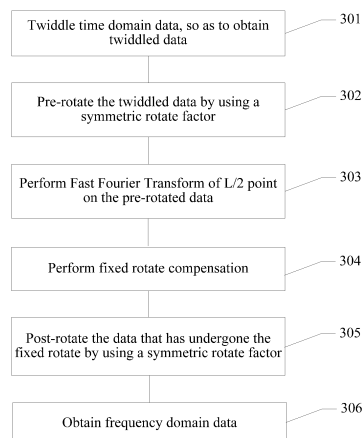 Twiddle time domain data, so as to obtain
twiddled data
301
Pre-rotate the twiddled data by using a
symmetric rotate factor
302
Perform Fast Fourier Transform of L/2 point
on the pre-rotated data
303
Perform fixed rotate compensation
304
Post-rotate the data that has undergone the
fixed rotate by using a symmetric rotate factor
305
Obtain frequency domain data
306